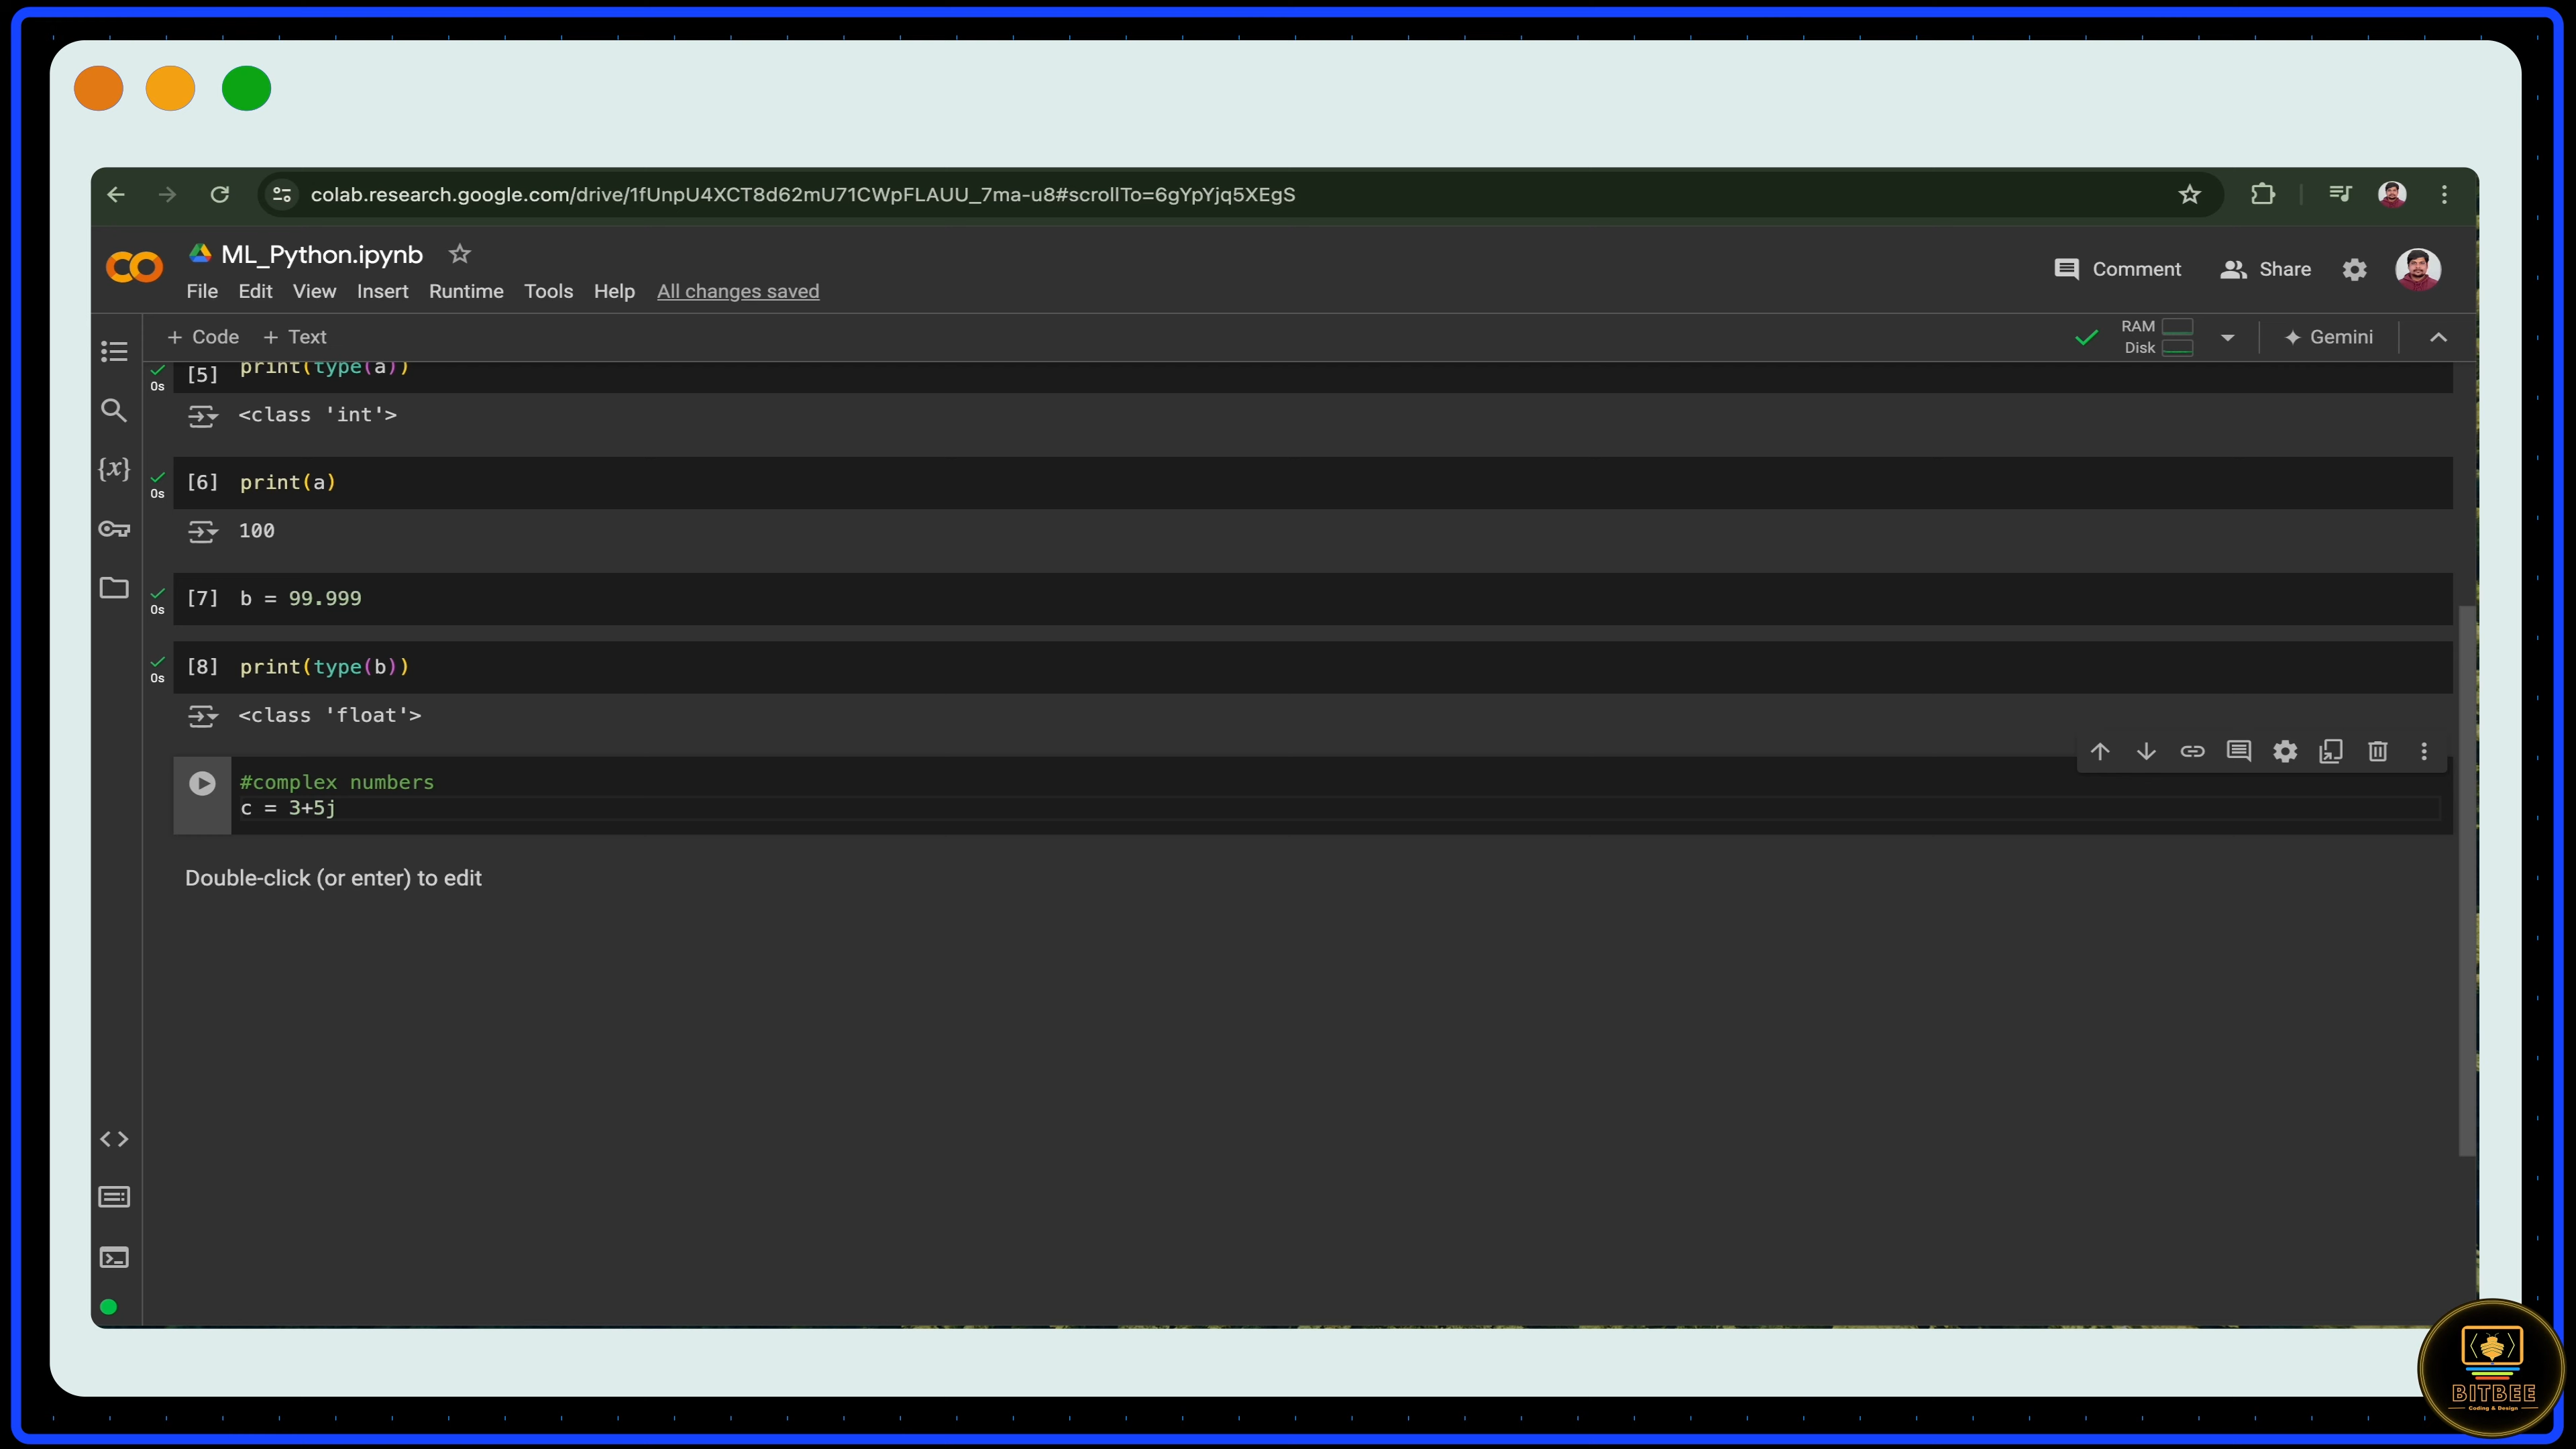 colab.research.google.com/drive/1fUnpU4XCT8d62mU71CWpFLAUU_7ma-u8#scrollTo=6gYpYjq5XEgS
ML_Python.ipynb
File Edit View Insert Runtime Tools Help All changes saved
Comment Share
+ Code + Text
RAM
Disk
Gemini
0s [5] print(type(a))
<class 'int'>
0s [6] print(a)
100
0s [7] b = 99.999
0s [8] print(type(b))
<class 'float'>
#complex numbers
c = 3+5j
Double-click (or enter) to edit
BITBEE
Coding & Design